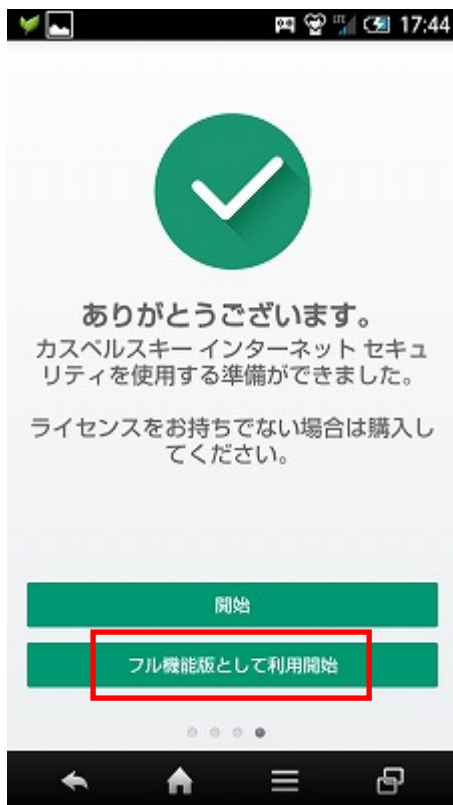 17:44
ありがとうございます。
カスペルスキー インターネット セキュ
リティを使用する準備ができました。
ライセンスをお持ちでない場合は購入し
てください。
開始
フル機能版として利用開始